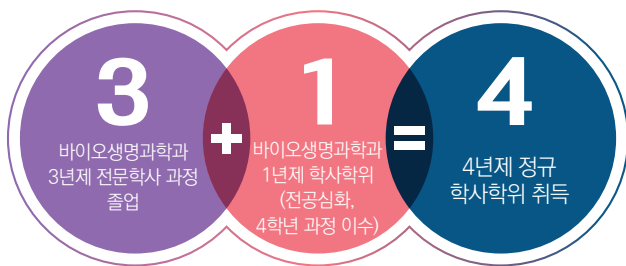 3
바이오생명과학과
3년제 전문학사 과정
졸업
+
1
바이오생명과학과
1년제 학사학위
(전공심화,
4학년 과정 이수)
=
4
4년제 정규
학사학위 취득